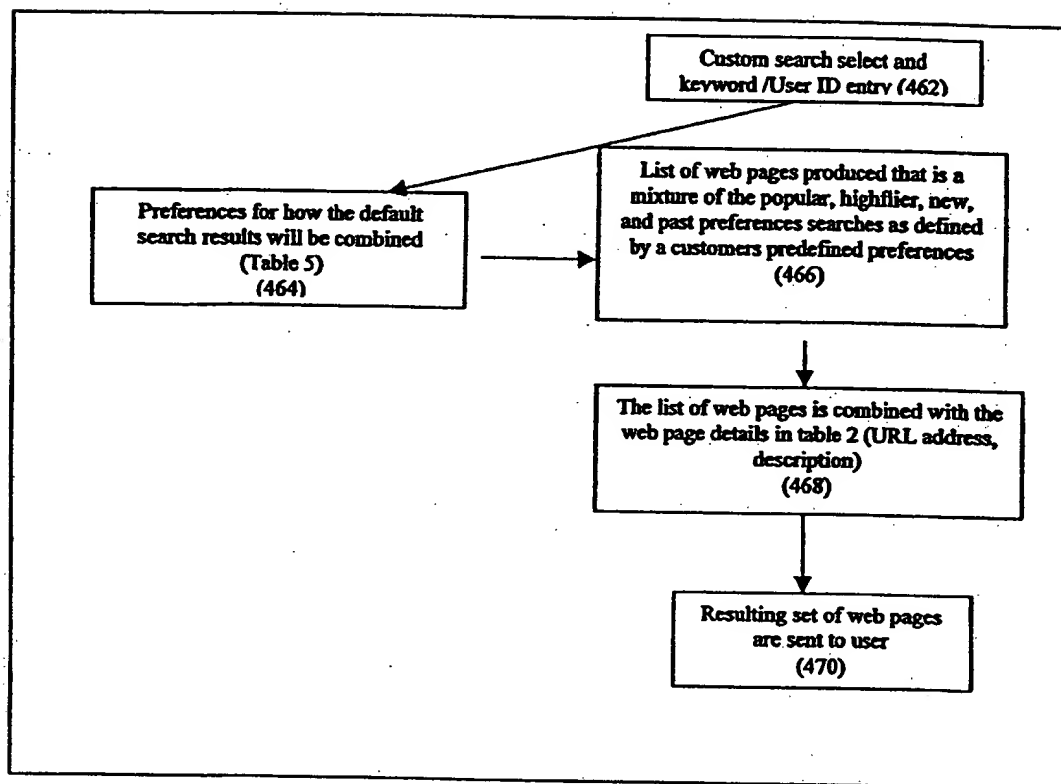 Custom search select and
keyword /User ID entry (462)
List of web pages produced that is a
mixture of the popular, highflier, new,
and past preferences searches as defined
by a customers predefined preferences
(466)
Preferences for how the default
search results will be combined
(Table 5)
(464)
The list of web pages is combined with the
web page details in table 2 (URL address,
description)
(468)
Resulting set of web pages
are sent to user
(470)